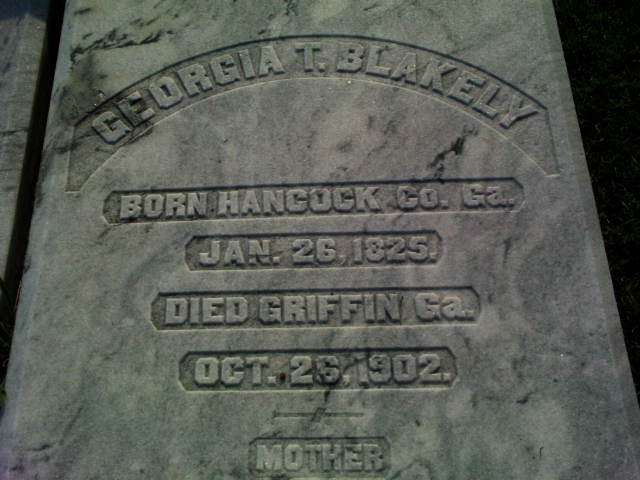 GEORGIA T. BLAKELY
BORN HANCOCK CO. Ga.
JAN. 26, 1825.
DIED GRIFFIN Ga.
OCT. 26, 1902.
MOTHER